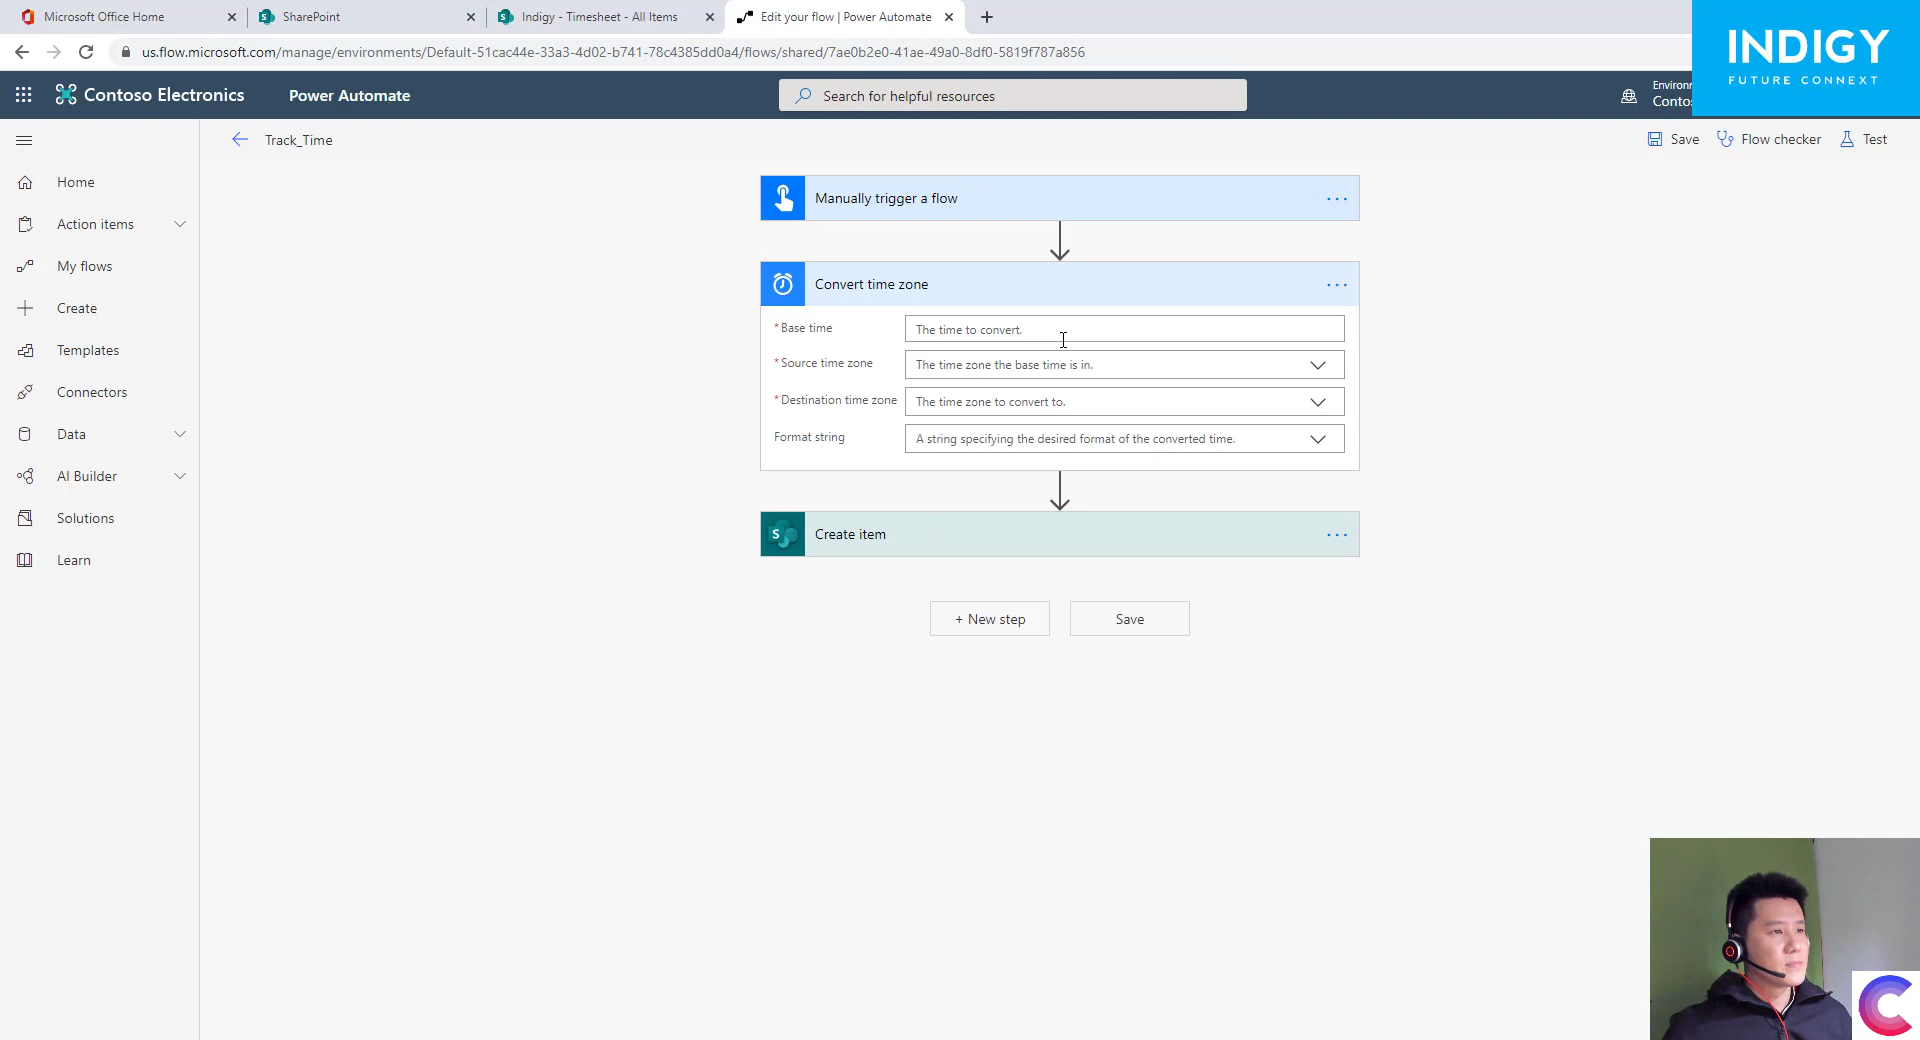 Microsoft Office Home
SharePoint
Indigy - Timesheet - All Items
Edit your flow | Power Automate
us.flow.microsoft.com/manage/environments/Default-51cac44e-33a3-4d02-b741-78c4385dd0a4/flows/shared/7ae0b2e0-41ae-49a0-8df0-5819f787a856
INDIGY
FUTURE CONNEXT
Contoso Electronics
Power Automate
Search for helpful resources
Environm
Contos
Track_Time
Save
Flow checker
Test
Home
Action items
My flows
Create
Templates
Connectors
Data
AI Builder
Solutions
Learn
Manually trigger a flow
Convert time zone
* Base time
The time to convert.
* Source time zone
The time zone the base time is in.
* Destination time zone
The time zone to convert to.
Format string
A string specifying the desired format of the converted time.
S
Create item
+ New step
Save